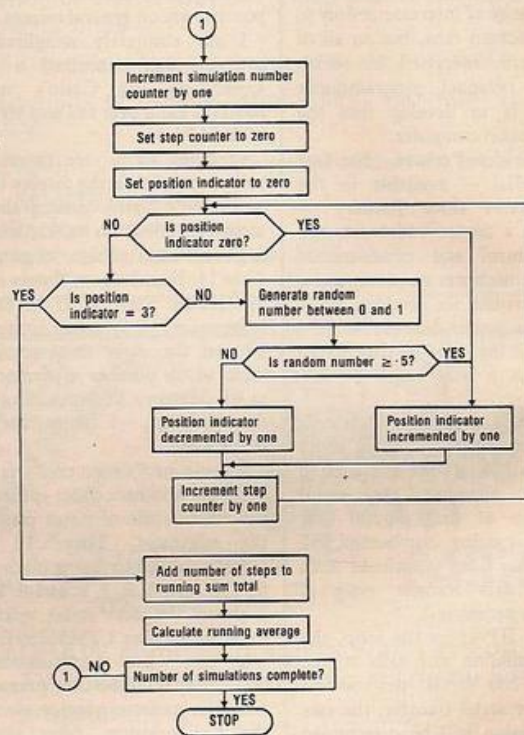 1
Increment simulation number
counter by one
Set step counter to zero
Set position indicator to zero
NO
Is position
indicator zero?
YES
YES
Is position
indicator = 3?
NO
Generate random
number between 0 and 1
NO
Is random number ≥ ·5?
YES
Position indicator
decremented by one
Position indicator
incremented by one
Increment step
counter by one
Add number of steps to
running sum total
Calculate running average
1
NO
Number of simulations complete?
YES
STOP